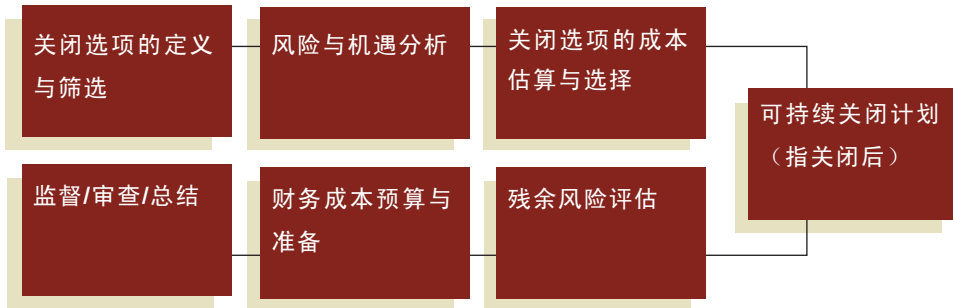 关闭选项的定义
与筛选
风险与机遇分析
关闭选项的成本
估算与选择
可持续关闭计划
（指关闭后）
监督/审查/总结
财务成本预算与
准备
残余风险评估